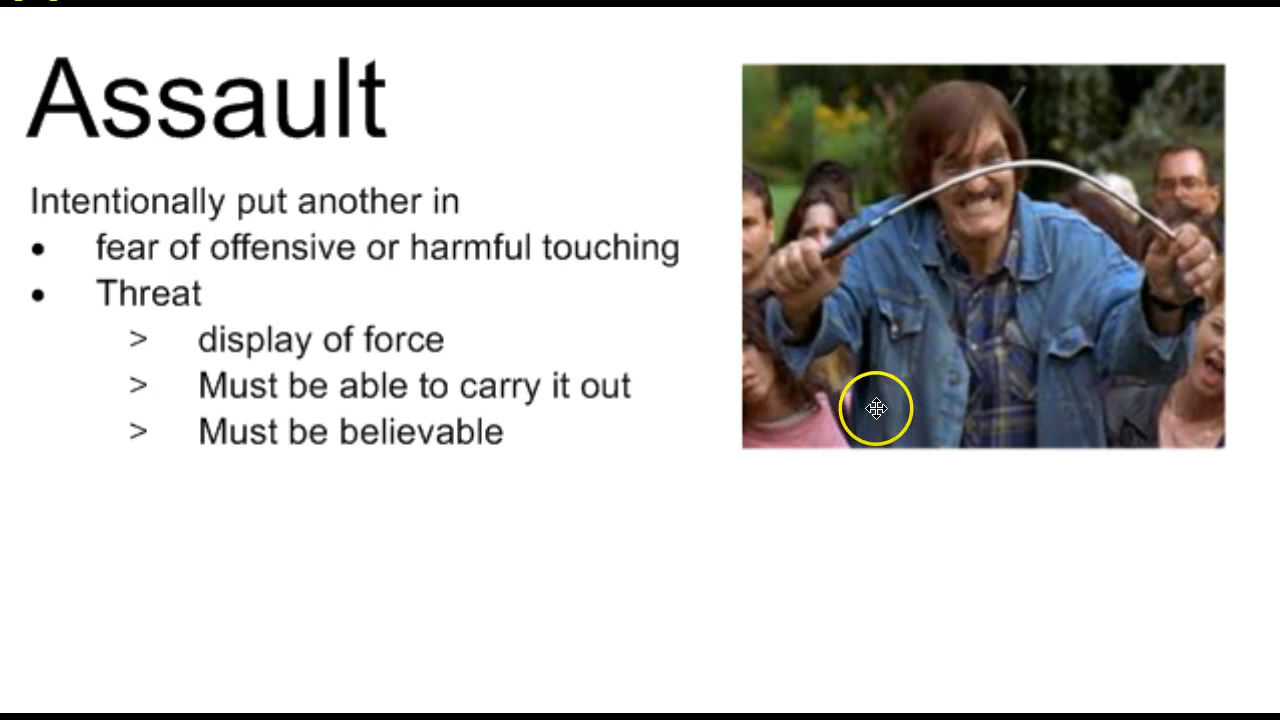 Assault
Intentionally put another in
• fear of offensive or harmful touching
• Threat
> display of force
> Must be able to carry it out
> Must be believable